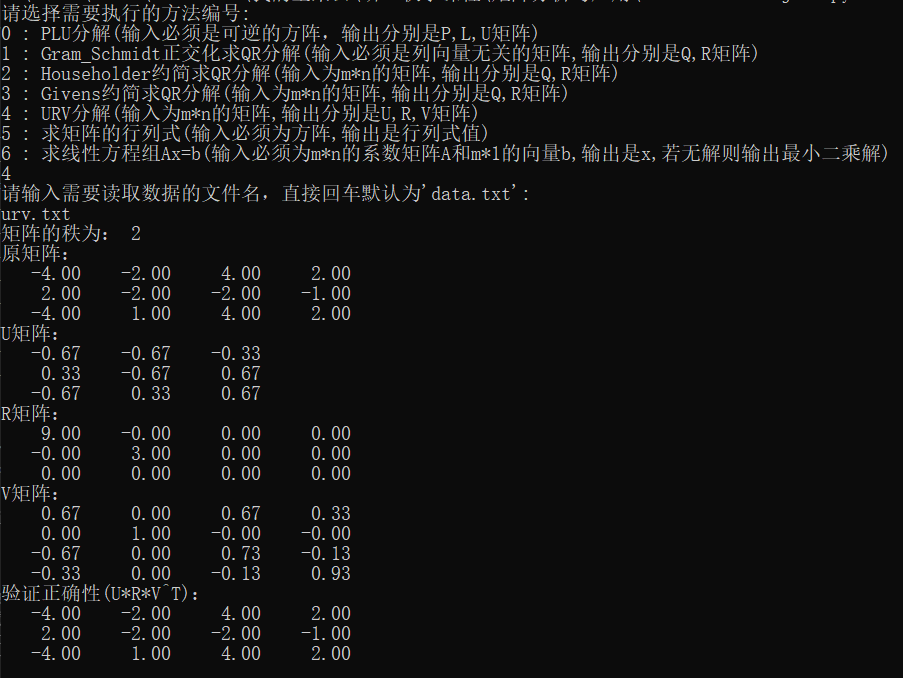 请选择需要执行的方法编号:
0 : PLU分解(输入必须是可逆的方阵，输出分别是P,L,U矩阵)
1 : Gram_Schmidt正交化求QR分解(输入必须是列向量无关的矩阵,输出分别是Q,R矩阵)
2 : Householder约简求QR分解(输入为m*n的矩阵,输出分别是Q,R矩阵)
3 : Givens约简求QR分解(输入为m*n的矩阵,输出分别是Q,R矩阵)
4 : URV分解(输入为m*n的矩阵,输出分别是U,R,V矩阵)
5 : 求矩阵的行列式(输入必须为方阵,输出是行列式值)
6 : 求线性方程组Ax=b(输入必须为m*n的系数矩阵A和m*1的向量b,输出是x,若无解则输出最小二乘解)
4
请输入需要读取数据的文件名，直接回车默认为'data.txt':
urv.txt
矩阵的秩为： 2
原矩阵：
-4.00 -2.00 4.00 2.00
2.00 -2.00 -2.00 -1.00
-4.00 1.00 4.00 2.00
U矩阵：
-0.67 -0.67 -0.33
0.33 -0.67 0.67
-0.67 0.33 0.67
R矩阵：
9.00 -0.00 0.00 0.00
-0.00 3.00 0.00 0.00
0.00 0.00 0.00 0.00
V矩阵：
0.67 0.00 0.67 0.33
0.00 1.00 -0.00 -0.00
-0.67 0.00 0.73 -0.13
-0.33 0.00 -0.13 0.93
验证正确性(U*R*V^T)：
-4.00 -2.00 4.00 2.00
2.00 -2.00 -2.00 -1.00
-4.00 1.00 4.00 2.00